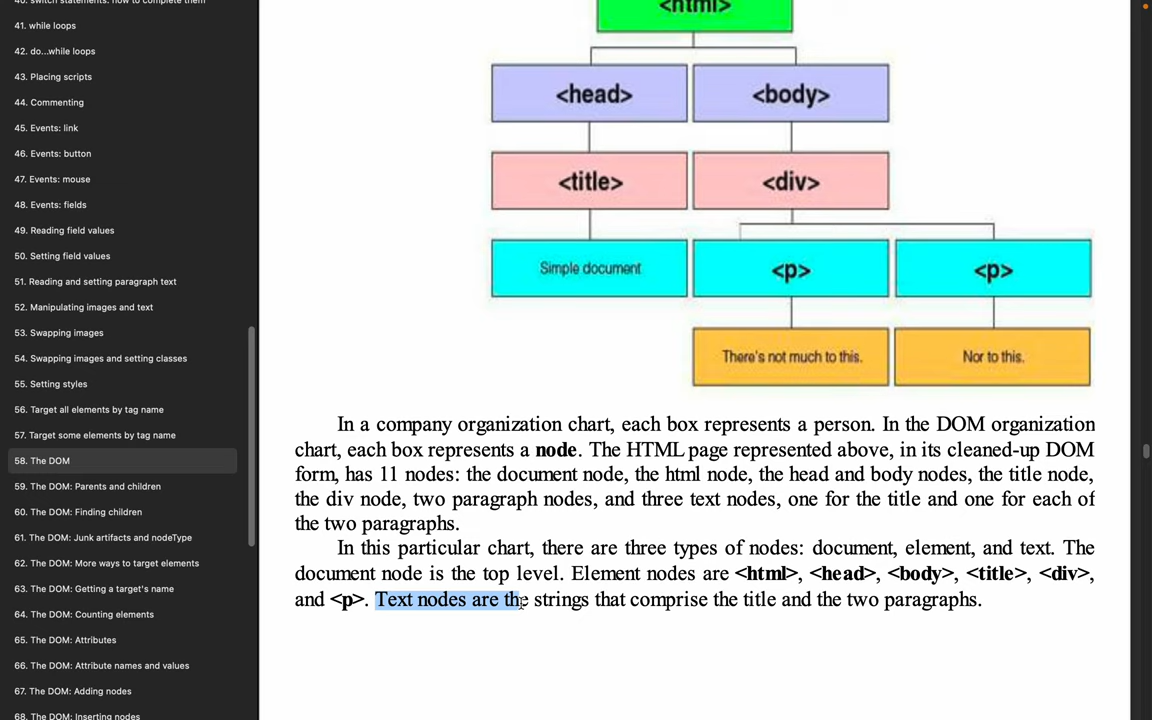 40. switch statements: how to complete them
41. while loops
42. do...while loops
43. Placing scripts
44. Commenting
45. Events: link
46. Events: button
47. Events: mouse
48. Events: fields
49. Reading field values
50. Setting field values
51. Reading and setting paragraph text
52. Manipulating images and text
53. Swapping images
54. Swapping images and setting classes
55. Setting styles
56. Target all elements by tag name
57. Target some elements by tag name
58. The DOM
59. The DOM: Parents and children
60. The DOM: Finding children
61. The DOM: Junk artifacts and nodeType
62. The DOM: More ways to target elements
63. The DOM: Getting a target's name
64. The DOM: Counting elements
65. The DOM: Attributes
66. The DOM: Attribute names and values
67. The DOM: Adding nodes
68. The DOM: Inserting nodes
<html>
<head> <body>
<title> <div>
Simple document <p> <p>
There's not much to this. Nor to this.
In a company organization chart, each box represents a person. In the DOM organization
chart, each box represents a node. The HTML page represented above, in its cleaned-up DOM
form, has 11 nodes: the document node, the html node, the head and body nodes, the title node,
the div node, two paragraph nodes, and three text nodes, one for the title and one for each of
the two paragraphs.
In this particular chart, there are three types of nodes: document, element, and text. The
document node is the top level. Element nodes are <html>, <head>, <body>, <title>, <div>,
and <p>. Text nodes are the strings that comprise the title and the two paragraphs.